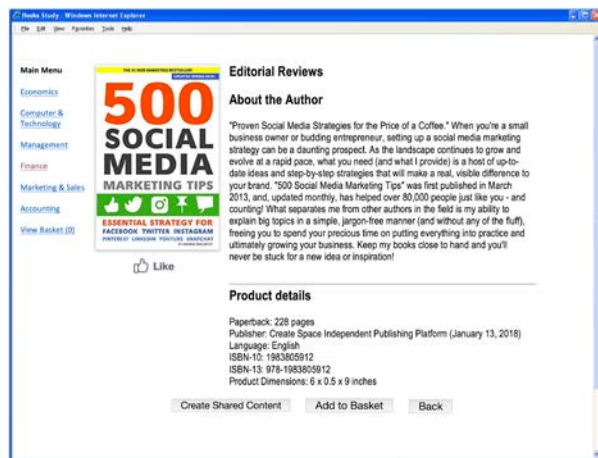 Books Study - Windows Internet Explorer
File Edit View Favorites Tools Help
Main Menu
Economics
Computer &
Technology
Management
Finance
Marketing & Sales
Accounting
View Basket (0)
THE #1 WEB MARKETING BESTSELLER!
500
SOCIAL
MEDIA
MARKETING TIPS
ESSENTIAL STRATEGY FOR
FACEBOOK TWITTER INSTAGRAM
PINTEREST LINKEDIN YOUTUBE SNAPCHAT
Like
Editorial Reviews
About the Author
"Proven Social Media Strategies for the Price of a Coffee." When you're a small
business owner or budding entrepreneur, setting up a social media marketing
strategy can be a daunting prospect. As the landscape continues to grow and
evolve at a rapid pace, what you need (and what I provide) is a host of up-to-
date ideas and step-by-step strategies that will make a real, visible difference to
your brand. "500 Social Media Marketing Tips" was first published in March
2013, and, updated monthly, has helped over 80,000 people just like you - and
counting! What separates me from other authors in the field is my ability to
explain big topics in a simple, jargon-free manner (and without any of the fluff),
freeing you to spend your precious time on putting everything into practice and
ultimately growing your business. Keep my books close to hand and you'll
never be stuck for a new idea or inspiration!
Product details
Paperback: 228 pages
Publisher: Create Space Independent Publishing Platform (January 13, 2018)
Language: English
ISBN-10: 1983805912
ISBN-13: 978-1983805912
Product Dimensions: 6 x 0.5 x 9 inches
Create Shared Content
Add to Basket
Back